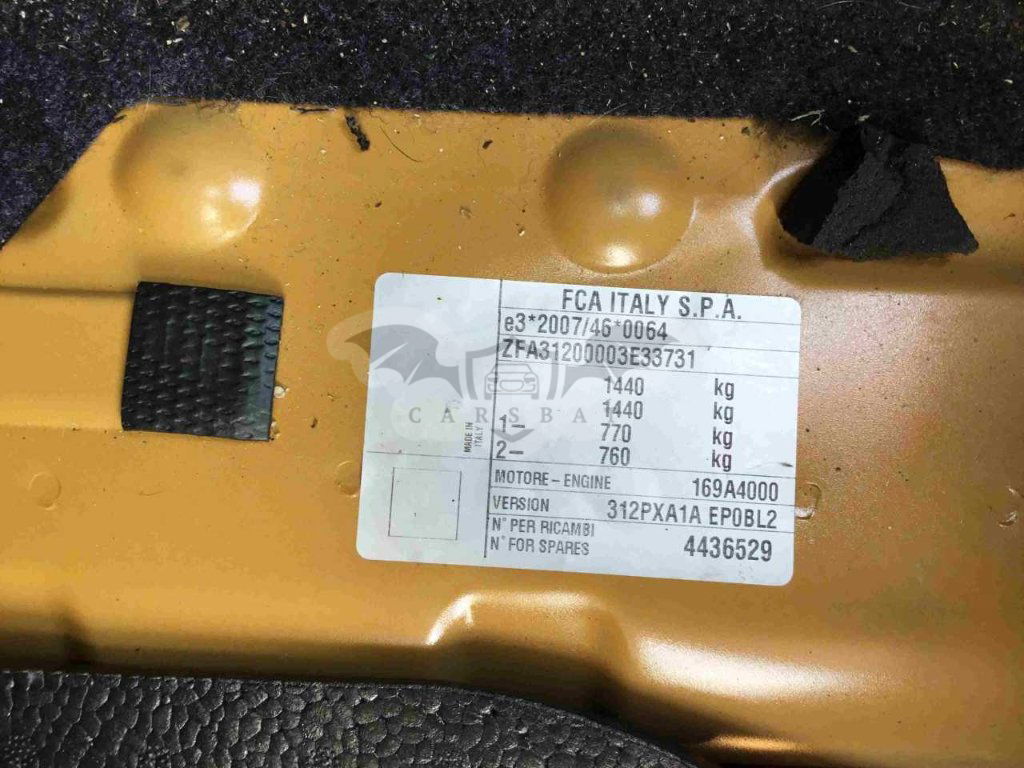 FCA ITALY S.P.A.
e3*2007/46*0064
ZFA31200003E33731
1440 kg
1440 kg
1- 770 kg
2- 760 kg
MADE IN
ITALY
MOTORE - ENGINE 169A4000
VERSION 312PXA1A EP0BL2
N° PER RICAMBI
N° FOR SPARES 4436529
CARSBA